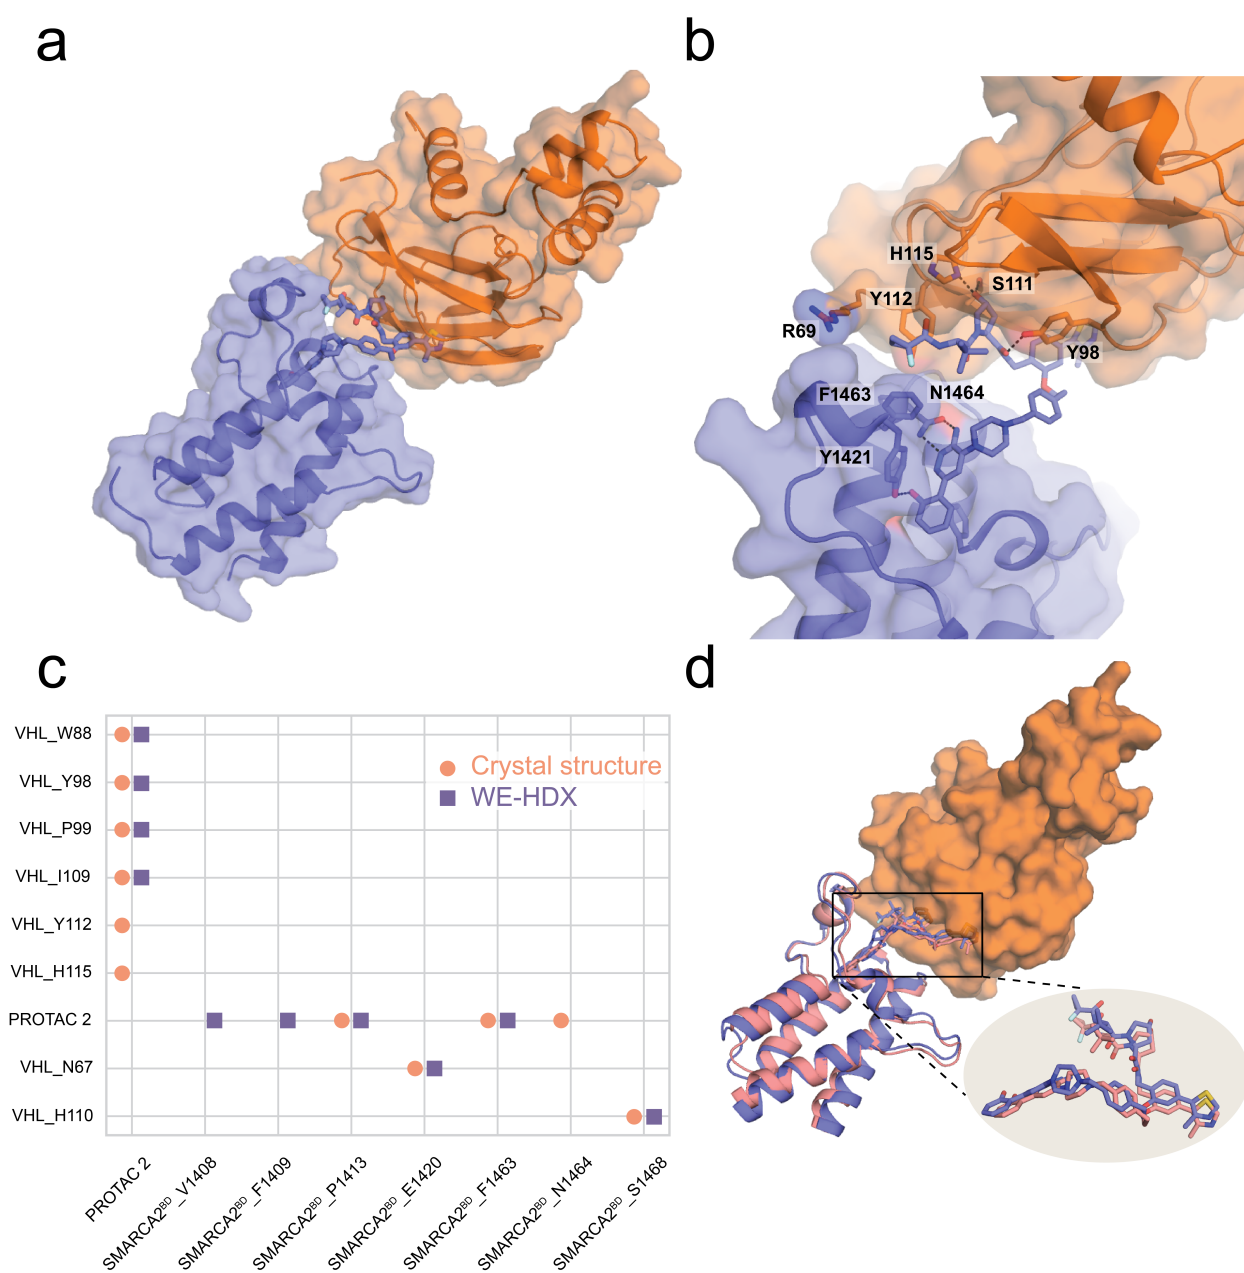 a
b
H115
S111
Y112
R69
Y98
F1463
N1464
Y1421
c
d
VHL_W88
VHL_Y98
VHL_P99
VHL_I109
VHL_Y112
VHL_H115
PROTAC 2
VHL_N67
VHL_H110
Crystal structure
WE-HDX
PROTAC 2
SMARCA2ᴮᴰ_V1408
SMARCA2ᴮᴰ_F1409
SMARCA2ᴮᴰ_P1413
SMARCA2ᴮᴰ_E1420
SMARCA2ᴮᴰ_F1463
SMARCA2ᴮᴰ_N1464
SMARCA2ᴮᴰ_S1468